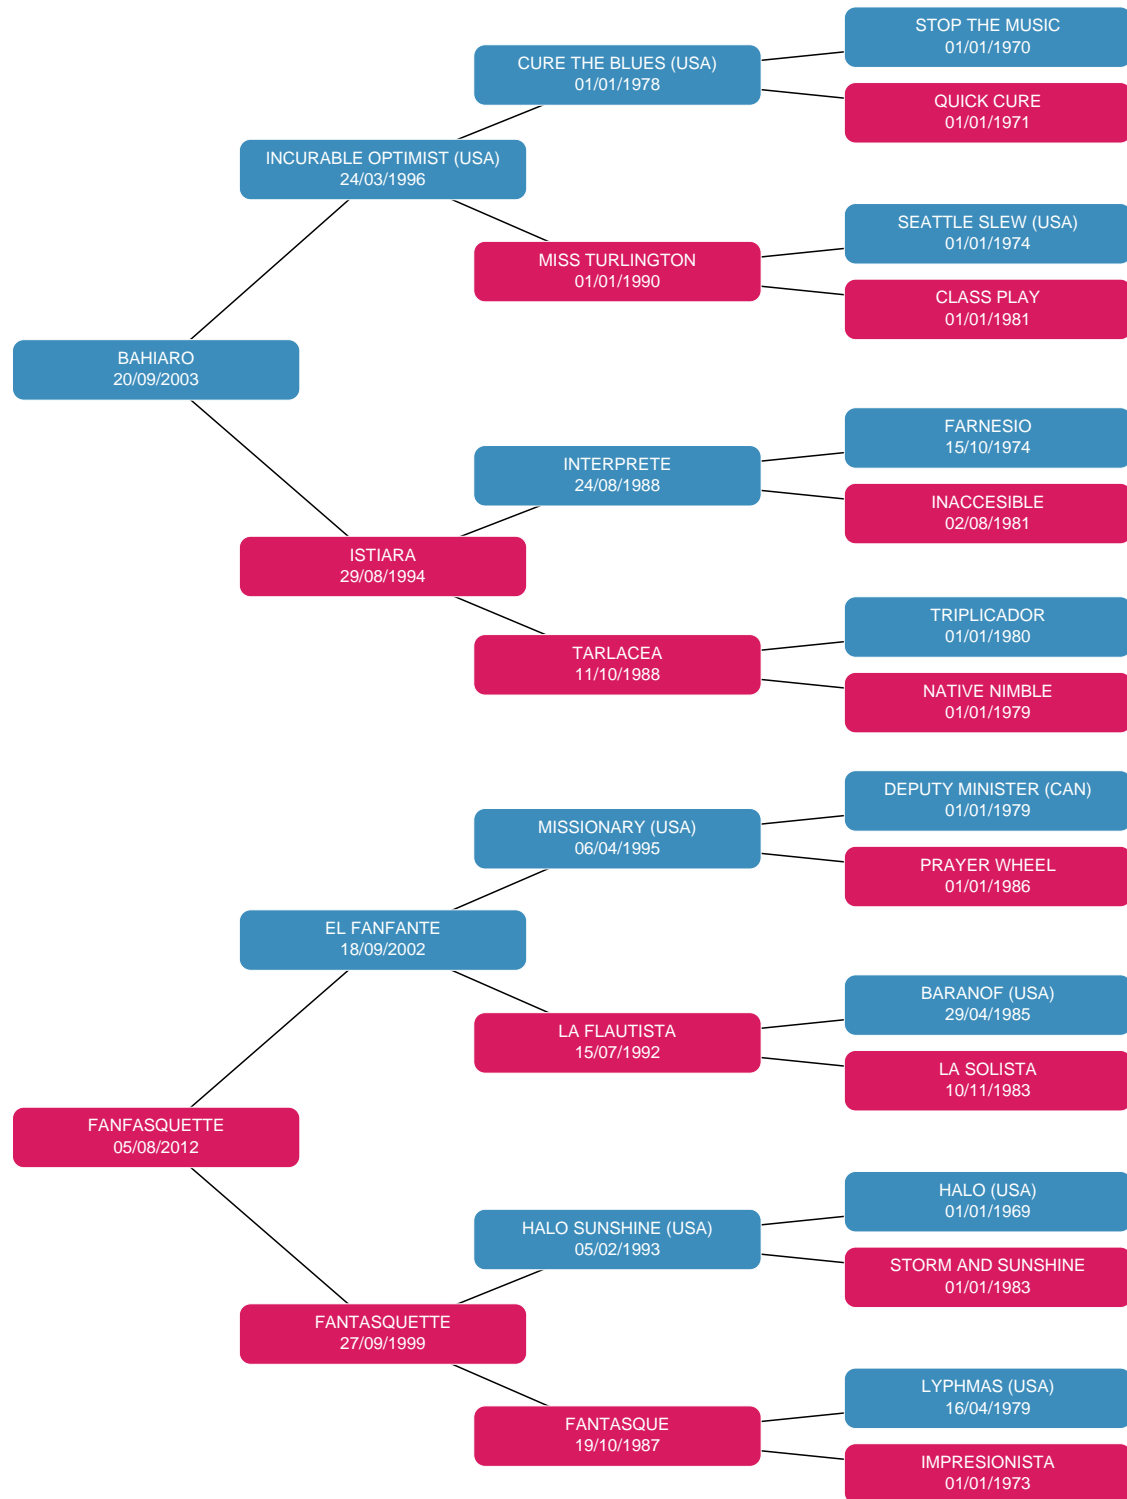 STOP THE MUSIC
01/01/1970
CURE THE BLUES (USA)
01/01/1978
QUICK CURE
01/01/1971
INCURABLE OPTIMIST (USA)
24/03/1996
SEATTLE SLEW (USA)
01/01/1974
MISS TURLINGTON
01/01/1990
CLASS PLAY
01/01/1981
BAHIARO
20/09/2003
FARNESIO
15/10/1974
INTERPRETE
24/08/1988
INACCESIBLE
02/08/1981
ISTIARA
29/08/1994
TRIPLICADOR
01/01/1980
TARLACEA
11/10/1988
NATIVE NIMBLE
01/01/1979
DEPUTY MINISTER (CAN)
01/01/1979
MISSIONARY (USA)
06/04/1995
PRAYER WHEEL
01/01/1986
EL FANFANTE
18/09/2002
BARANOF (USA)
29/04/1985
LA FLAUTISTA
15/07/1992
LA SOLISTA
10/11/1983
FANFASQUETTE
05/08/2012
HALO (USA)
01/01/1969
HALO SUNSHINE (USA)
05/02/1993
STORM AND SUNSHINE
01/01/1983
FANTASQUETTE
27/09/1999
LYPHMAS (USA)
16/04/1979
FANTASQUE
19/10/1987
IMPRESIONISTA
01/01/1973